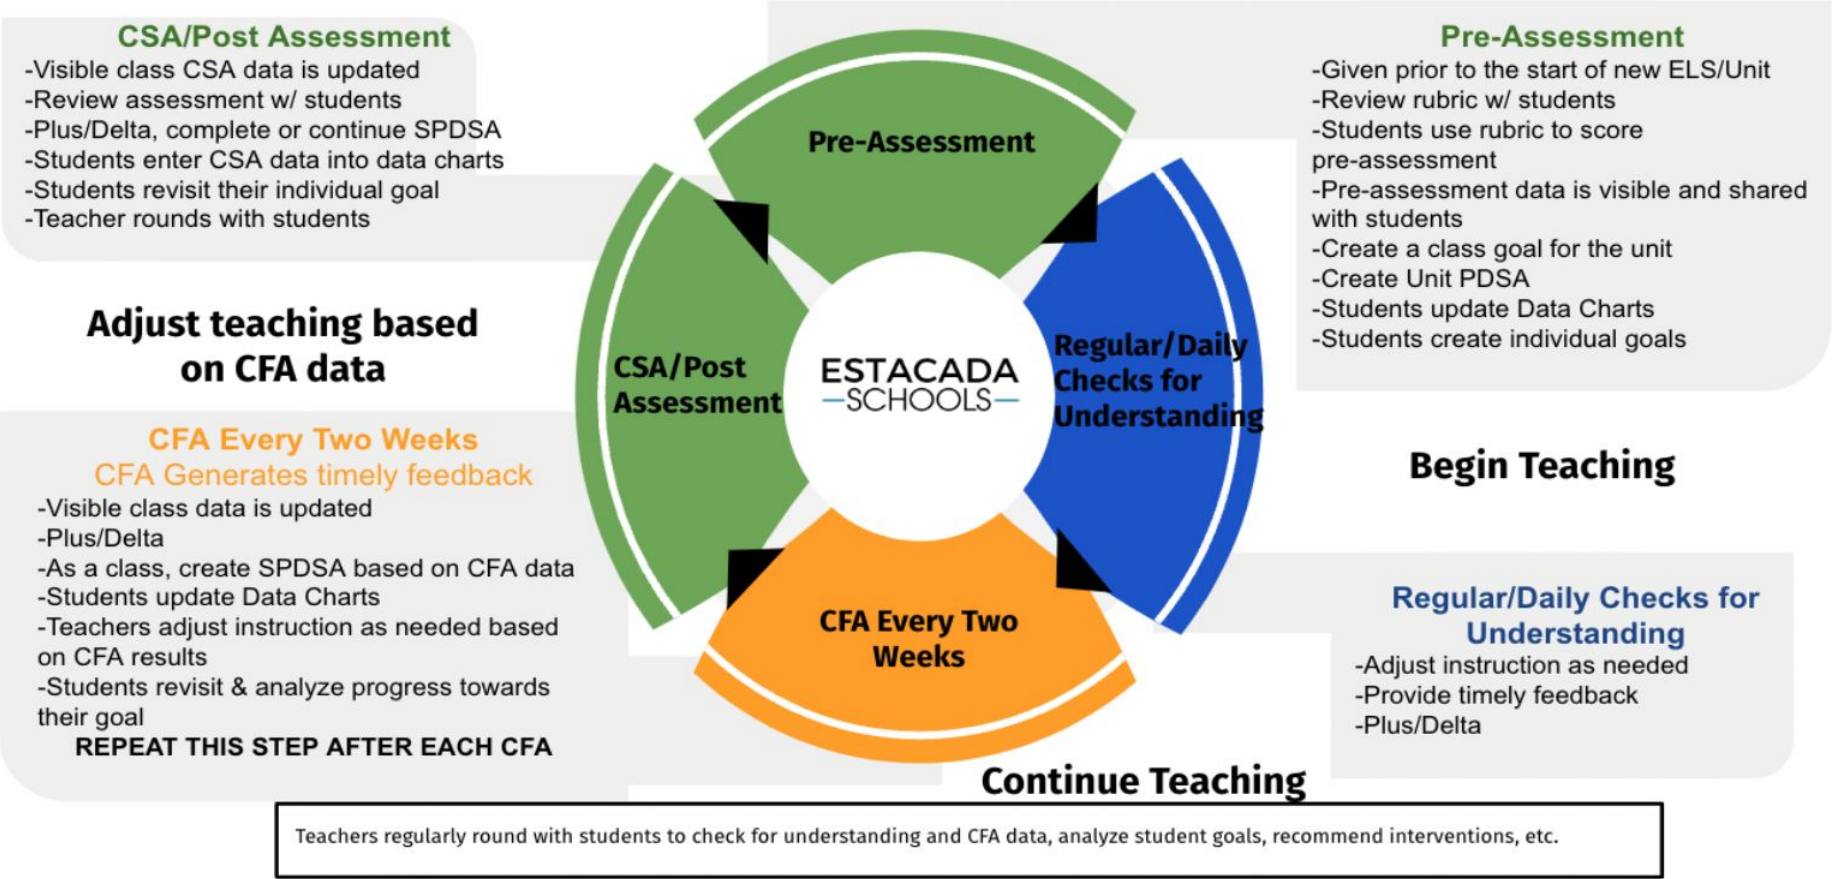 CSA/Post Assessment
-Visible class CSA data is updated
-Review assessment w/ students
-Plus/Delta, complete or continue SPDSA
-Students enter CSA data into data charts
-Students revisit their individual goal
-Teacher rounds with students
Adjust teaching based
on CFA data
CFA Every Two Weeks
CFA Generates timely feedback
-Visible class data is updated
-Plus/Delta
-As a class, create SPDSA based on CFA data
-Students update Data Charts
-Teachers adjust instruction as needed based
on CFA results
-Students revisit & analyze progress towards
their goal
REPEAT THIS STEP AFTER EACH CFA
Pre-Assessment
CSA/Post
Assessment
ESTACADA
SCHOOLS
Regular/Daily
Checks for
Understanding
CFA Every Two
Weeks
Pre-Assessment
-Given prior to the start of new ELS/Unit
-Review rubric w/ students
-Students use rubric to score
pre-assessment
-Pre-assessment data is visible and shared
with students
-Create a class goal for the unit
-Create Unit PDSA
-Students update Data Charts
-Students create individual goals
Begin Teaching
Regular/Daily Checks for
Understanding
-Adjust instruction as needed
-Provide timely feedback
-Plus/Delta
Continue Teaching
Teachers regularly round with students to check for understanding and CFA data, analyze student goals, recommend interventions, etc.